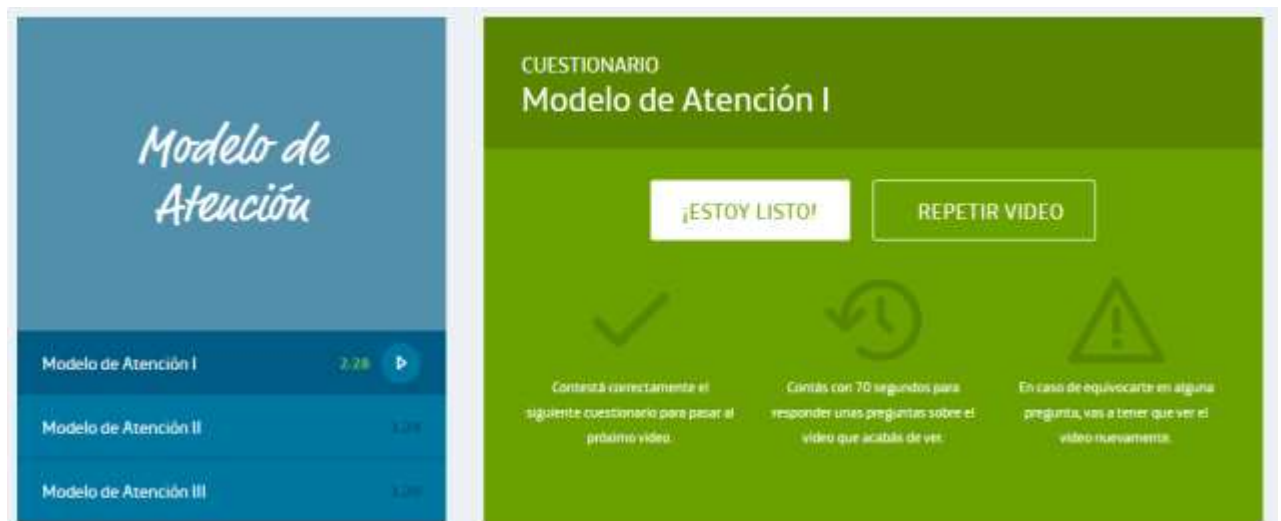 Modelo de
Atención
Modelo de Atención I 2.28
Modelo de Atención II
Modelo de Atención III
CUESTIONARIO
Modelo de Atención I
¡ESTOY LISTO!
REPETIR VIDEO
Contestá correctamente el
siguiente cuestionario para pasar al
próximo video.
Contás con 70 segundos para
responder unas preguntas sobre el
video que acabás de ver.
En caso de equivocarte en alguna
pregunta, vas a tener que ver el
video nuevamente.